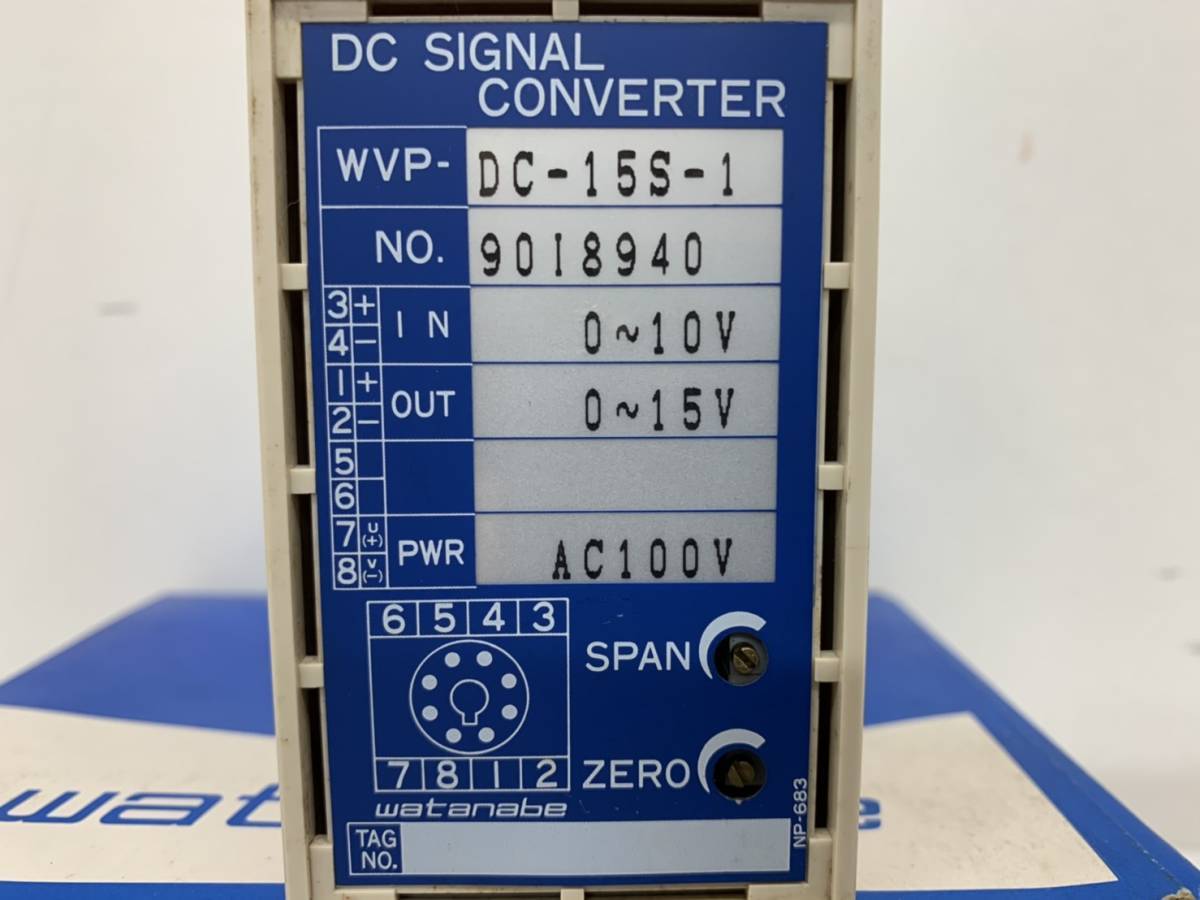 DC SIGNAL
CONVERTER
WVP- DC-15S-1
NO. 90I8940
3 + IN 0~10V
4 -
1 + OUT 0~15V
2 -
5
6
7 U (+) PWR AC100V
8 V (-)
6 5 4 3
SPAN
7 8 1 2
ZERO
watanabe
NP-683
TAG NO.
wat
e